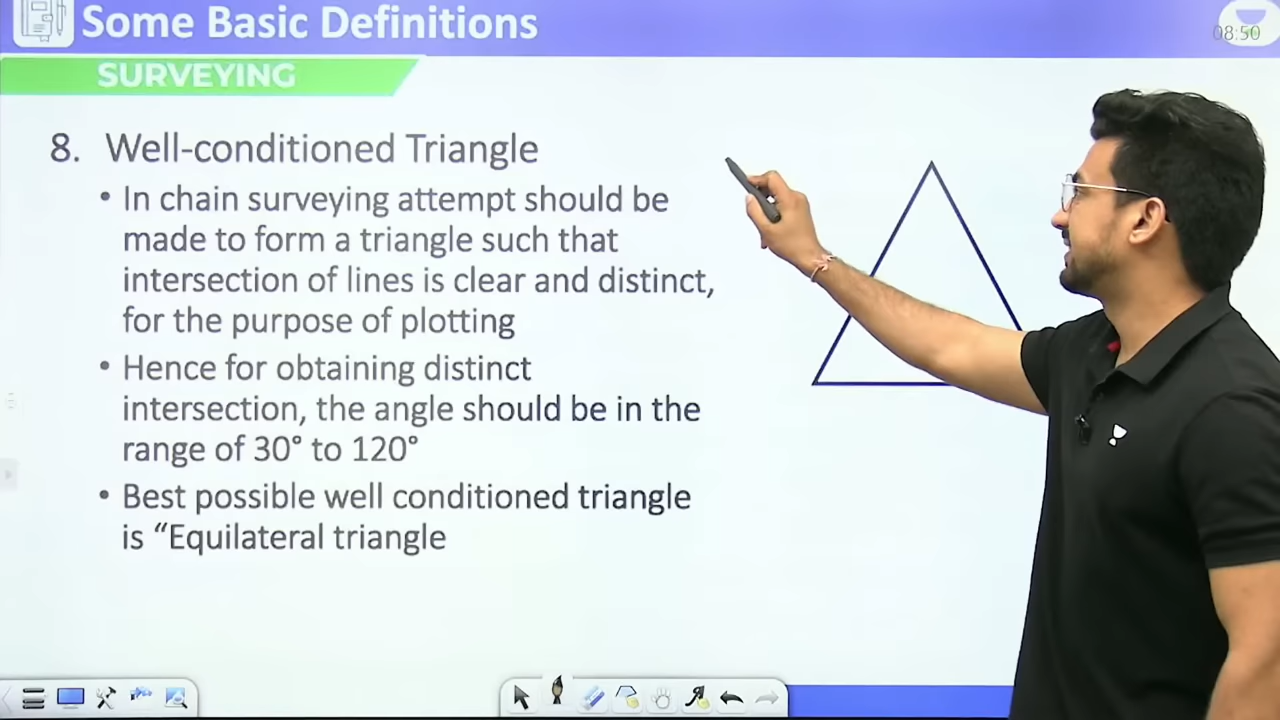 Some Basic Definitions
08:50
SURVEYING
8. Well-conditioned Triangle
• In chain surveying attempt should be
made to form a triangle such that
intersection of lines is clear and distinct,
for the purpose of plotting
• Hence for obtaining distinct
intersection, the angle should be in the
range of 30° to 120°
• Best possible well conditioned triangle
is “Equilateral triangle